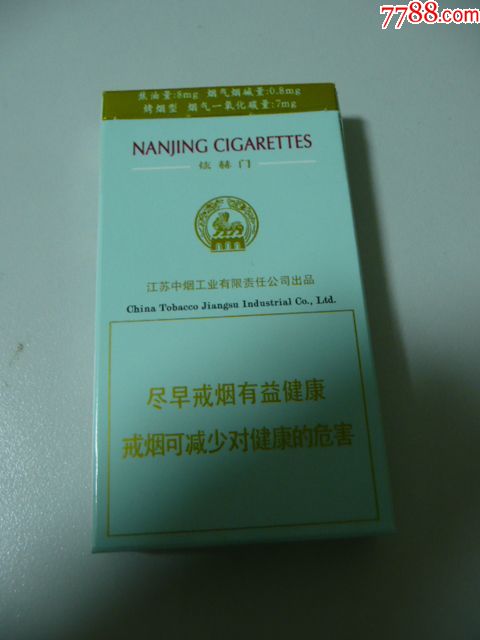 7788.com
焦油量:8mg 烟气烟碱量:0.8mg
烤烟型 烟气一氧化碳量:7mg
NANJING CIGARETTES
炫赫门
江苏中烟工业有限责任公司出品
China Tobacco Jiangsu Industrial Co., Ltd.
尽早戒烟有益健康
戒烟可减少对健康的危害